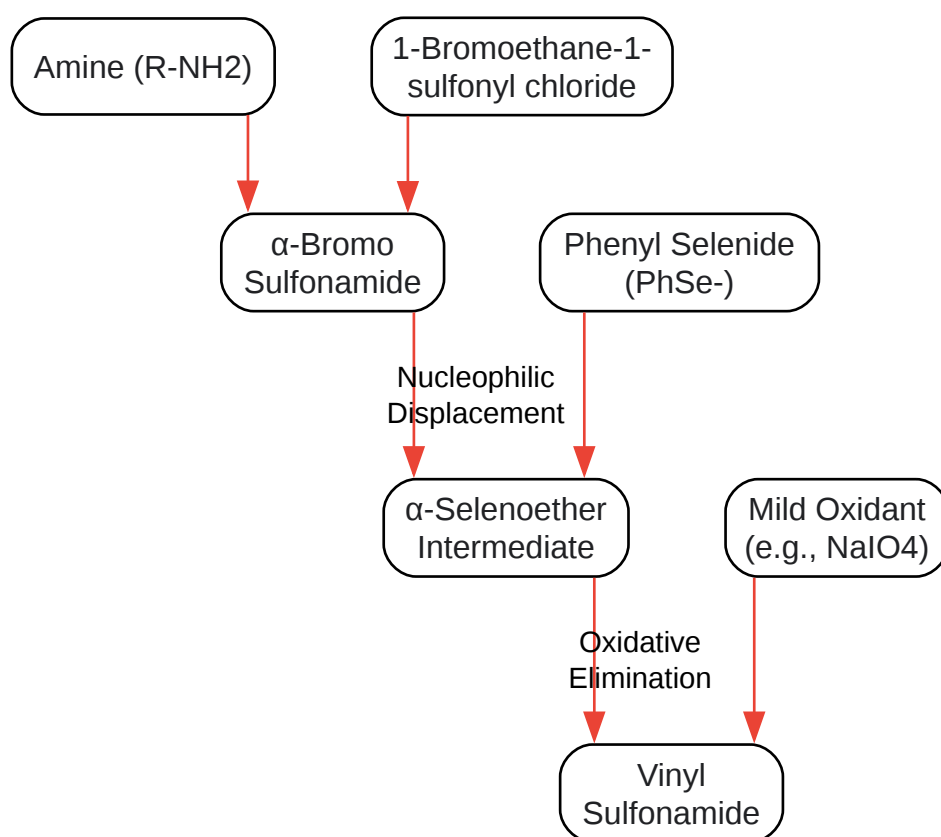 Amine (R-NH2)
1-Bromoethane-1-
sulfonyl chloride
α-Bromo
Sulfonamide
Phenyl Selenide
(PhSe-)
Nucleophilic
Displacement
α-Selenoether
Intermediate
Mild Oxidant
(e.g., NaIO4)
Oxidative
Elimination
Vinyl
Sulfonamide